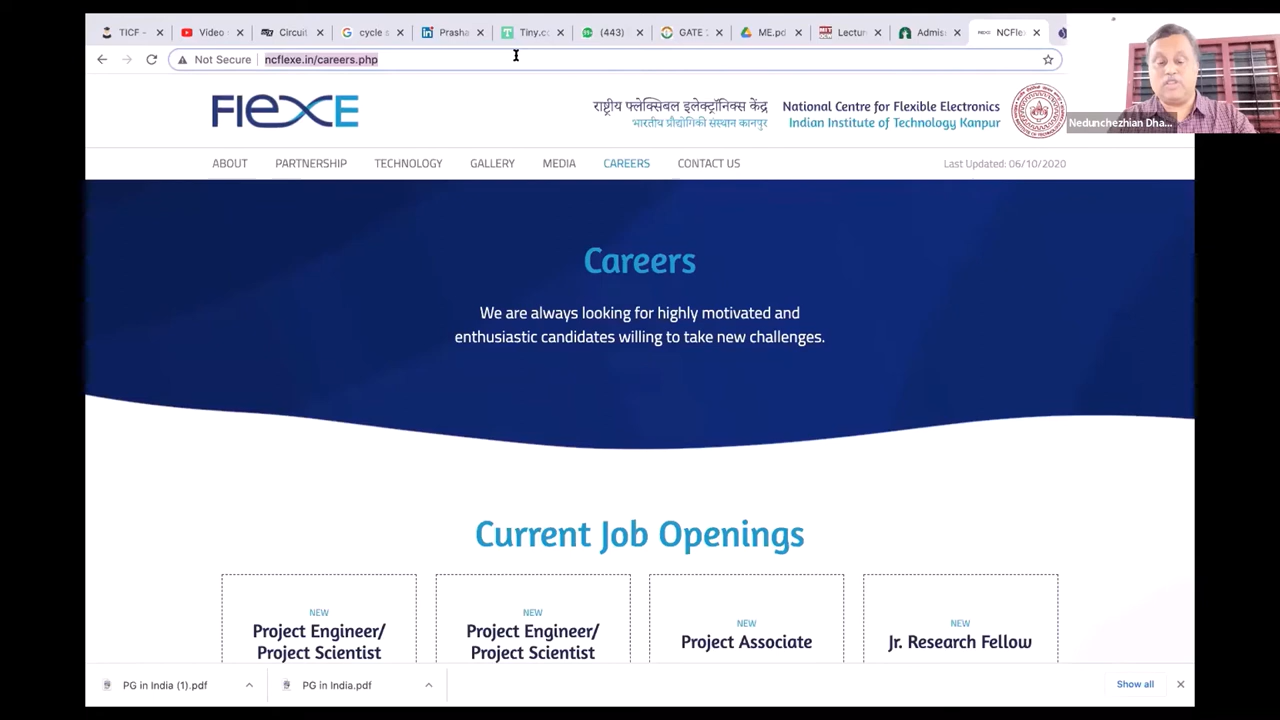 TICF -
Video
Circuit
cycle s
Prasha
Tiny.cc
(443)
GATE
ME.pd
Lectur
Admis
NCFlex
Not Secure
ncflexe.in/careers.php
FlexE
राष्ट्रीय फ्लेक्सिबल इलेक्ट्रॉनिक्स केंद्र
भारतीय प्रौद्योगिकी संस्थान कानपुर
National Centre for Flexible Electronics
Indian Institute of Technology Kanpur
Nedunchezhian Dha...
ABOUT
PARTNERSHIP
TECHNOLOGY
GALLERY
MEDIA
CAREERS
CONTACT US
Last Updated: 06/10/2020
Careers
We are always looking for highly motivated and
enthusiastic candidates willing to take new challenges.
Current Job Openings
NEW
Project Engineer/
Project Scientist
NEW
Project Engineer/
Project Scientist
NEW
Project Associate
NEW
Jr. Research Fellow
PG in India (1).pdf
PG in India.pdf
Show all